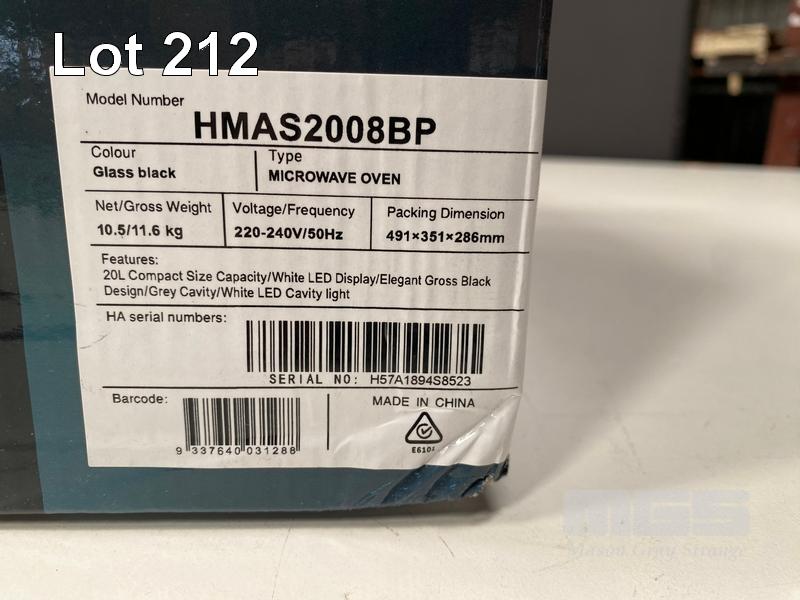 Lot 212
Model Number
HMAS2008BP
Colour
Glass black
Type
MICROWAVE OVEN
Net/Gross Weight
10.5/11.6 kg
Voltage/Frequency
220-240V/50Hz
Packing Dimension
491×351×286mm
Features:
20L Compact Size Capacity/White LED Display/Elegant Gross Black
Design/Grey Cavity/White LED Cavity light
HA serial numbers:
SERIAL NO: H57A1894S8523
Barcode:
9 337640 031288
MADE IN CHINA
MGS
Mason Gray Strange